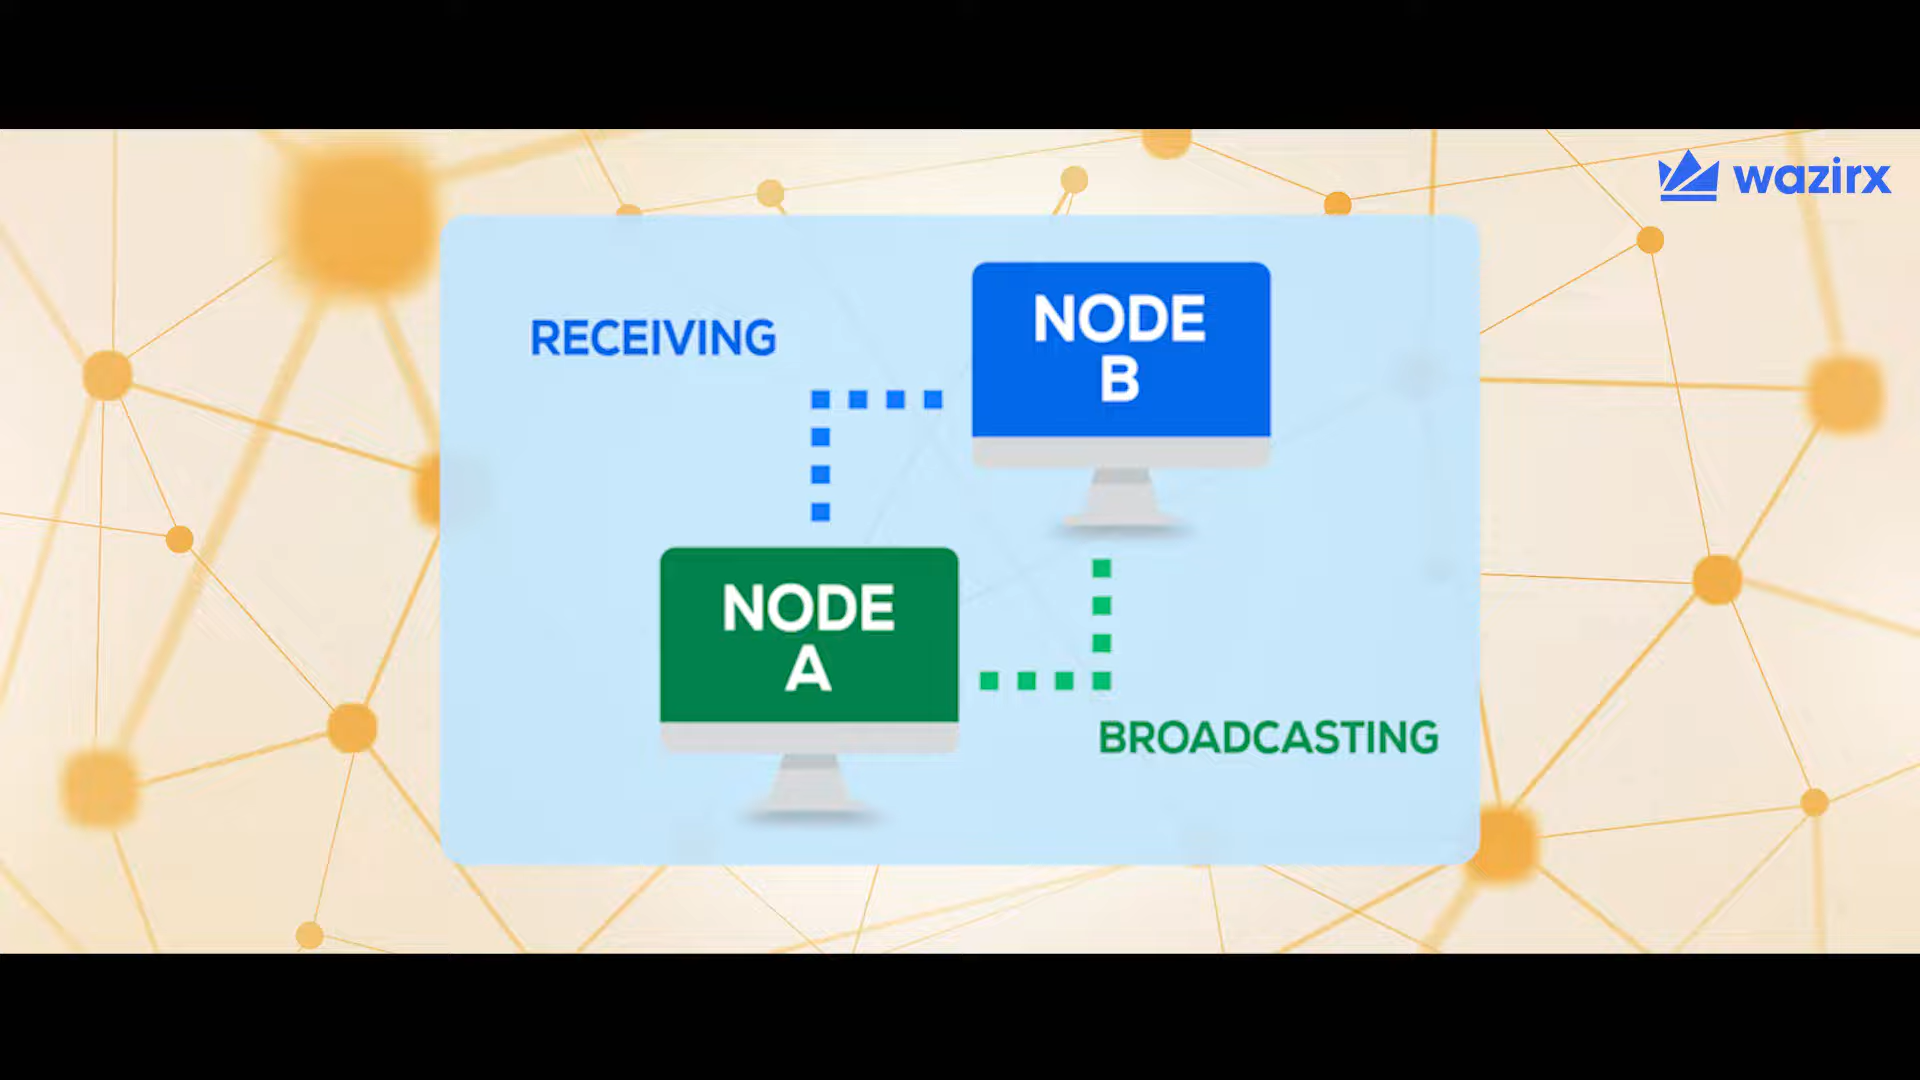 wazirx
RECEIVING
NODE
B
NODE
A
BROADCASTING